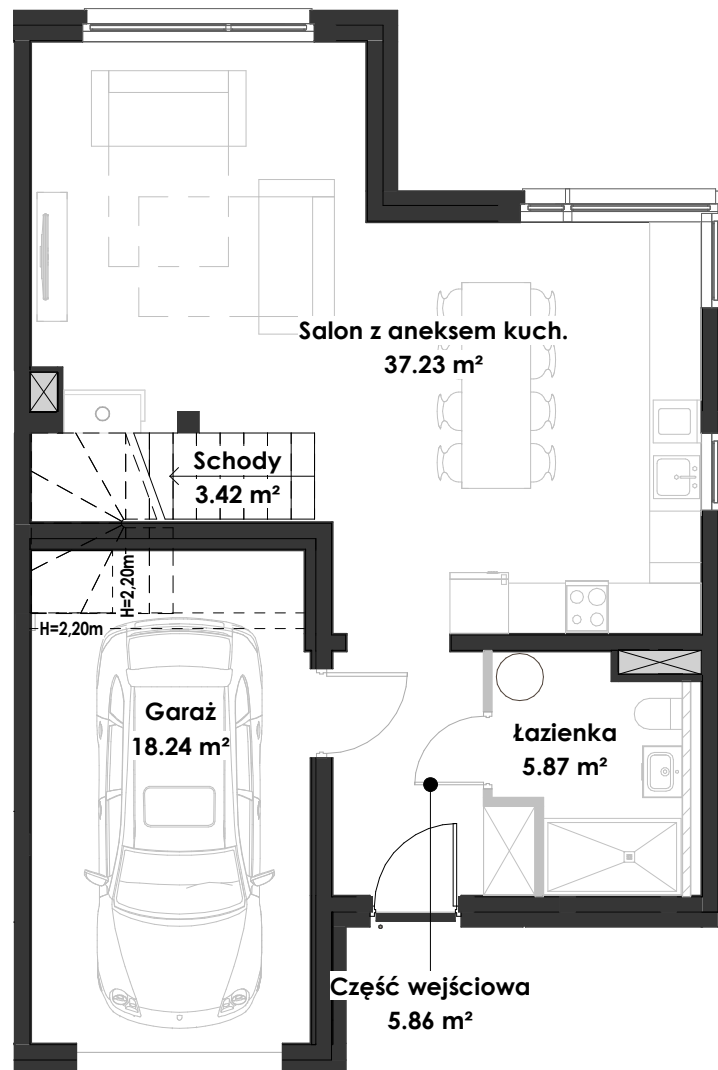 Salon z aneksem kuch.
37.23 m²
Schody
3.42 m²
H=2,20m
H=2,20m
Garaż
18.24 m²
Łazienka
5.87 m²
Część wejściowa
5.86 m²